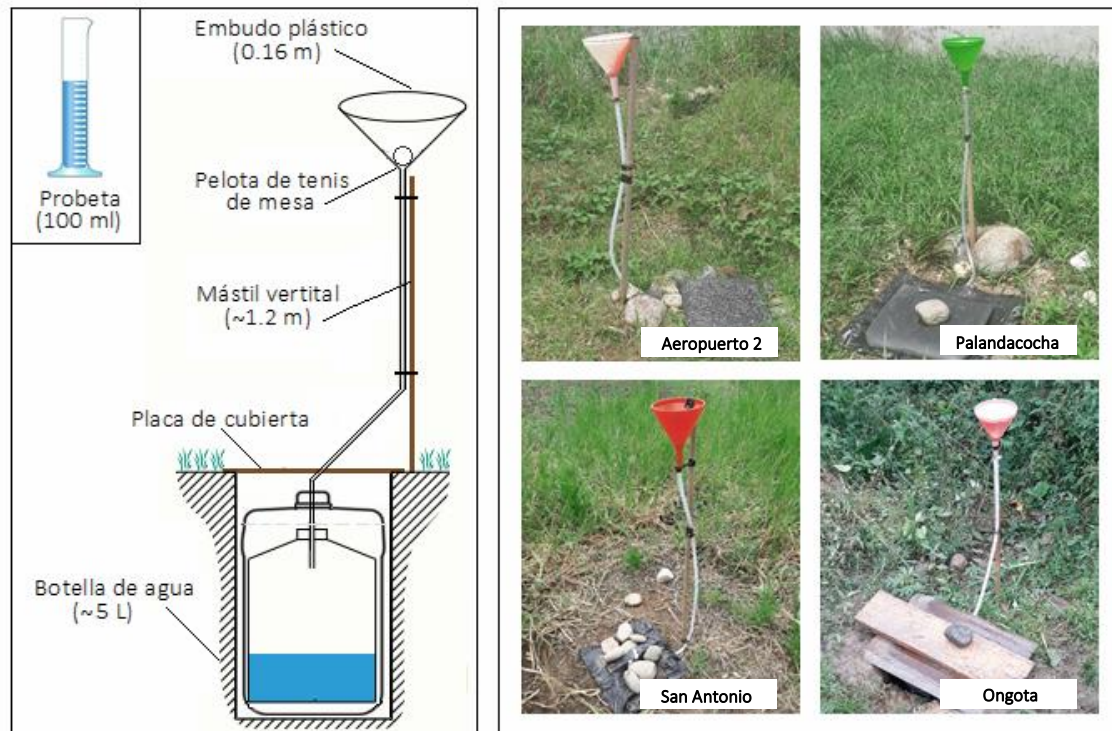 Embudo plástico
(0.16 m)
Probeta
(100 ml)
Pelota de tenis
de mesa
Mástil vertital
(~1.2 m)
Placa de cubierta
Botella de agua
(~5 L)
Aeropuerto 2
Palandacocha
San Antonio
Ongota